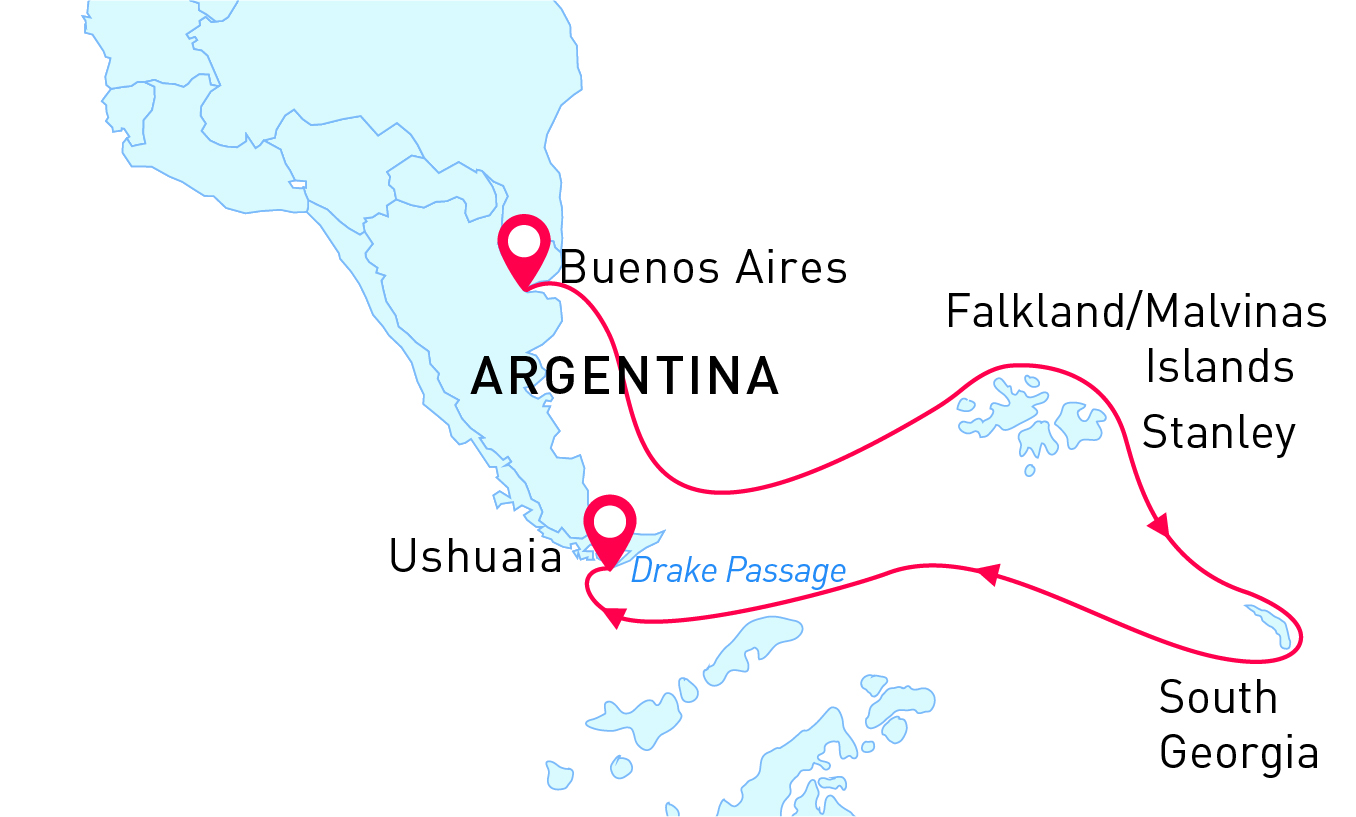 Buenos Aires
Falkland/Malvinas
Islands
ARGENTINA
Stanley
Ushuaia
Drake Passage
South
Georgia